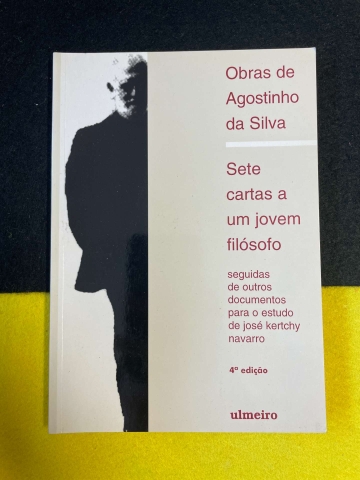 Obras de
Agostinho
da Silva
Sete
cartas a
um jovem
filósofo
seguidas
de outros
documentos
para o estudo
de josé kertchy
navarro
4º edição
ulmeiro